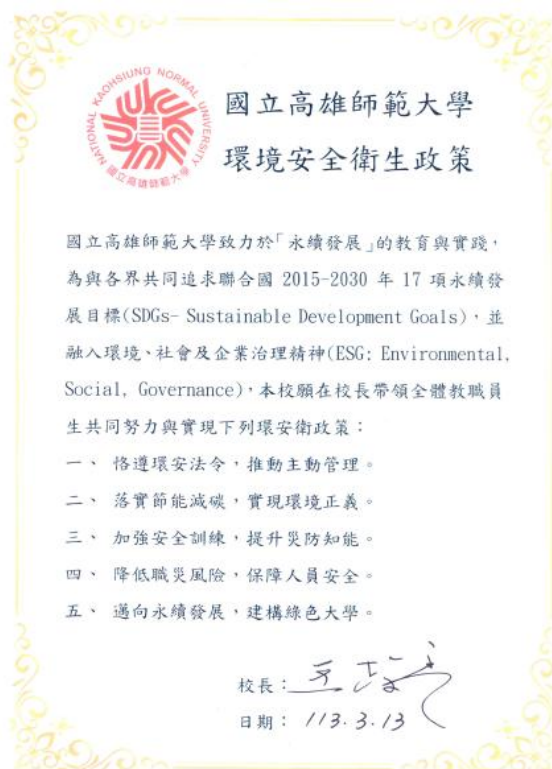 NATIONAL KAOHSIUNG NORMAL UNIVERSITY
國立高雄師範大學
國立高雄師範大學
環境安全衛生政策
國立高雄師範大學致力於「永續發展」的教育與實踐,
為與各界共同追求聯合國 2015-2030 年 17 項永續發
展目標(SDGs- Sustainable Development Goals),並
融入環境、社會及企業治理精神(ESG: Environmental,
Social, Governance),本校願在校長帶領全體教職員
生共同努力與實現下列環安衛政策:
一、 恪遵環安法令,推動主動管理。
二、 落實節能減碳,實現環境正義。
三、 加強安全訓練,提升災防知能。
四、 降低職災風險,保障人員安全。
五、 邁向永續發展,建構綠色大學。
校長:
日期: 113.3.13